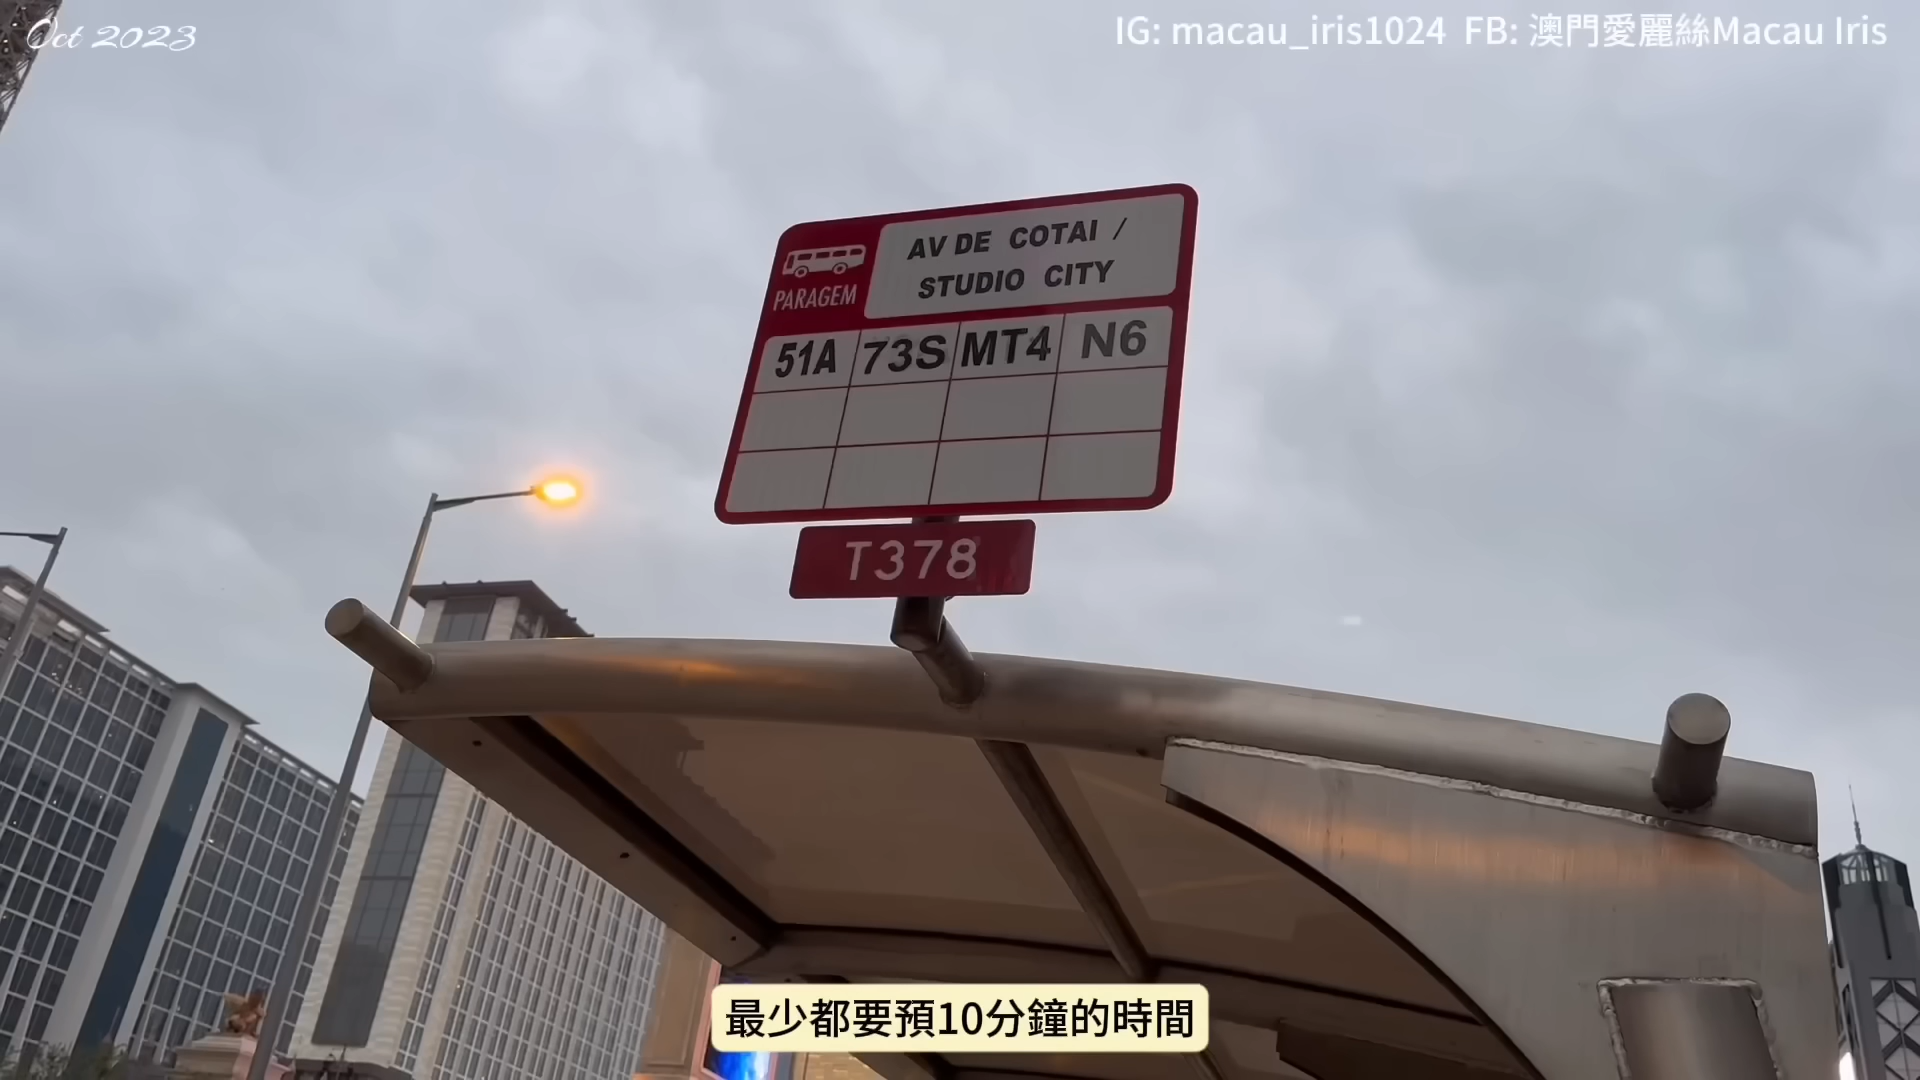 Oct 2023
IG: macau_iris1024 FB: 澳門愛麗絲Macau Iris
PARAGEM
AV DE COTAI /
STUDIO CITY
51A 73S MT4 N6
T378
最少都要預10分鐘的時間